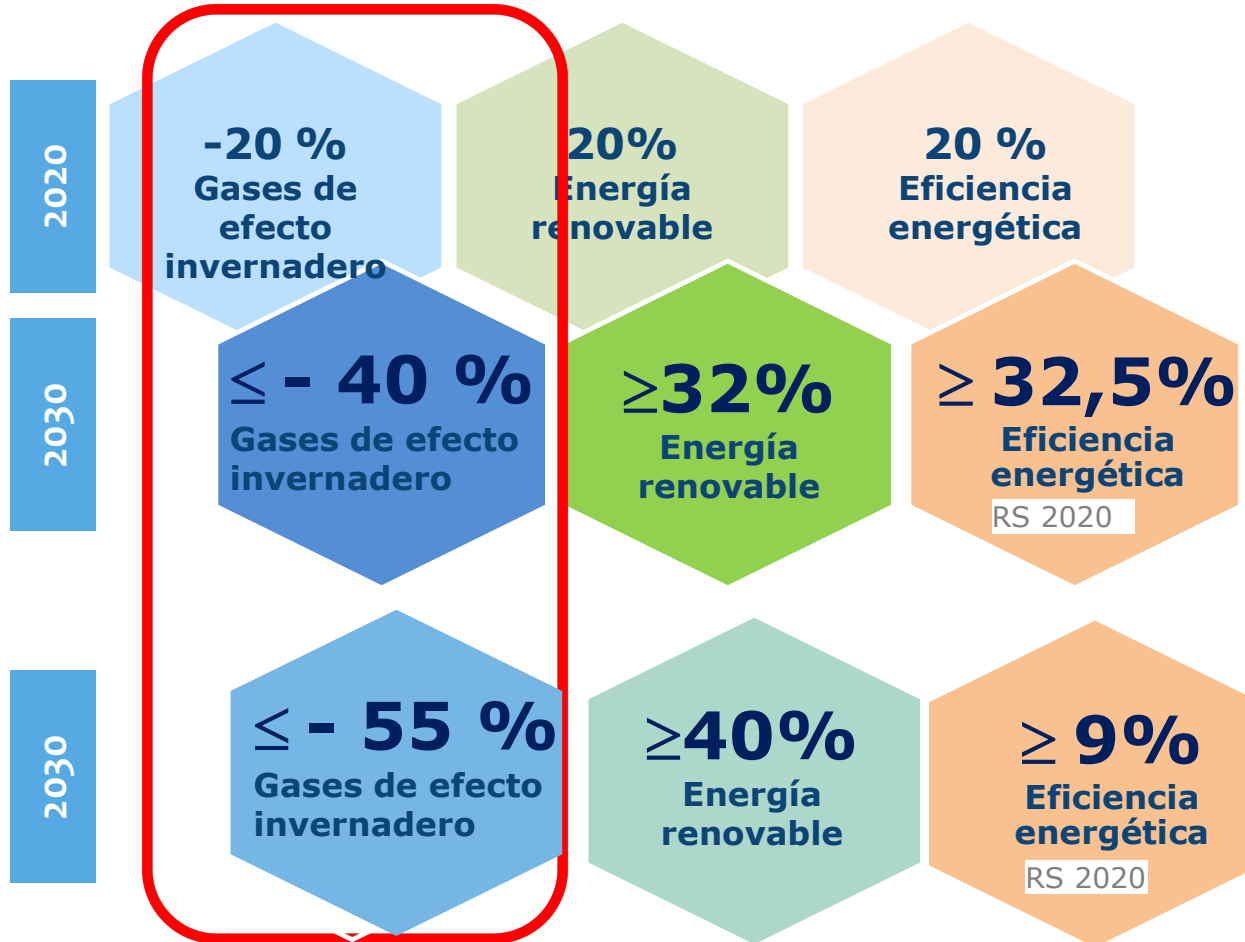 2020
-20 %
Gases de
efecto
invernadero
20%
Energía
renovable
20 %
Eficiencia
energética
2030
≤ - 40 %
Gases de efecto
invernadero
≥32%
Energía
renovable
≥ 32,5%
Eficiencia
energética
RS 2020
2030
≤ - 55 %
Gases de efecto
invernadero
≥40%
Energía
renovable
≥ 9%
Eficiencia
energética
RS 2020